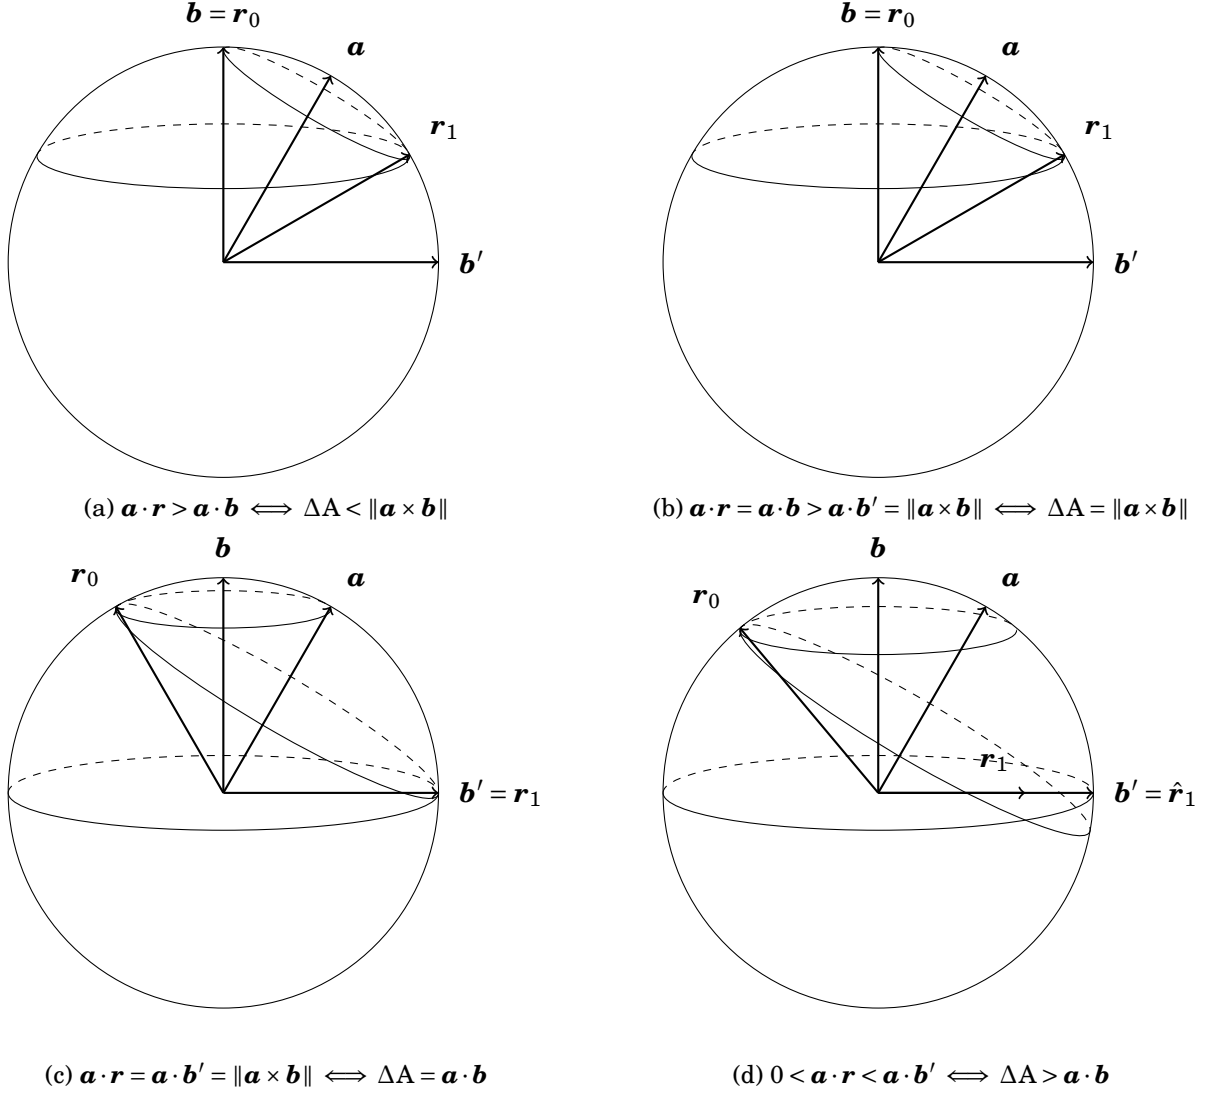 b = r₀
a
r₁
b′
(a) a · r > a · b ⟺ ΔA < ‖a × b‖
b = r₀
a
r₁
b′
(b) a · r = a · b > a · b′ = ‖a × b‖ ⟺ ΔA = ‖a × b‖
b
r₀
a
b′ = r₁
(c) a · r = a · b′ = ‖a × b‖ ⟺ ΔA = a · b
b
r₀
a
r₁
b′ = r̂₁
(d) 0 < a · r < a · b′ ⟺ ΔA > a · b